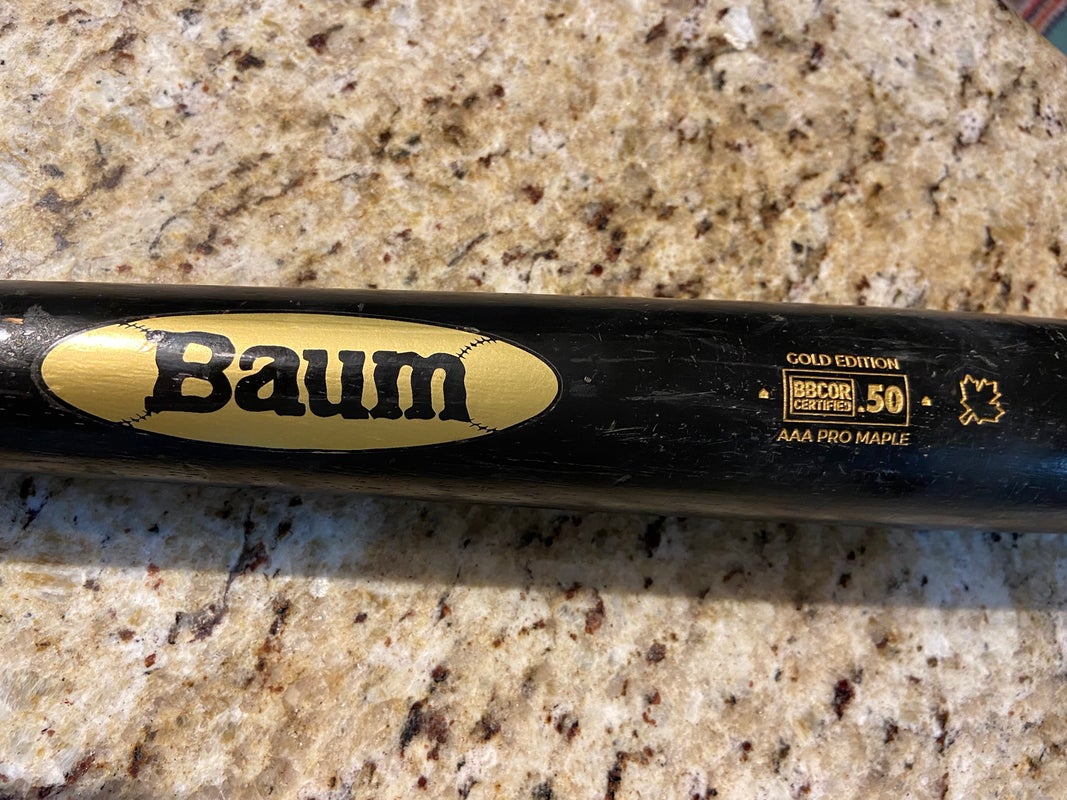 Baum
GOLD EDITION
BBCOR
CERTIFIED
.50
AAA PRO MAPLE